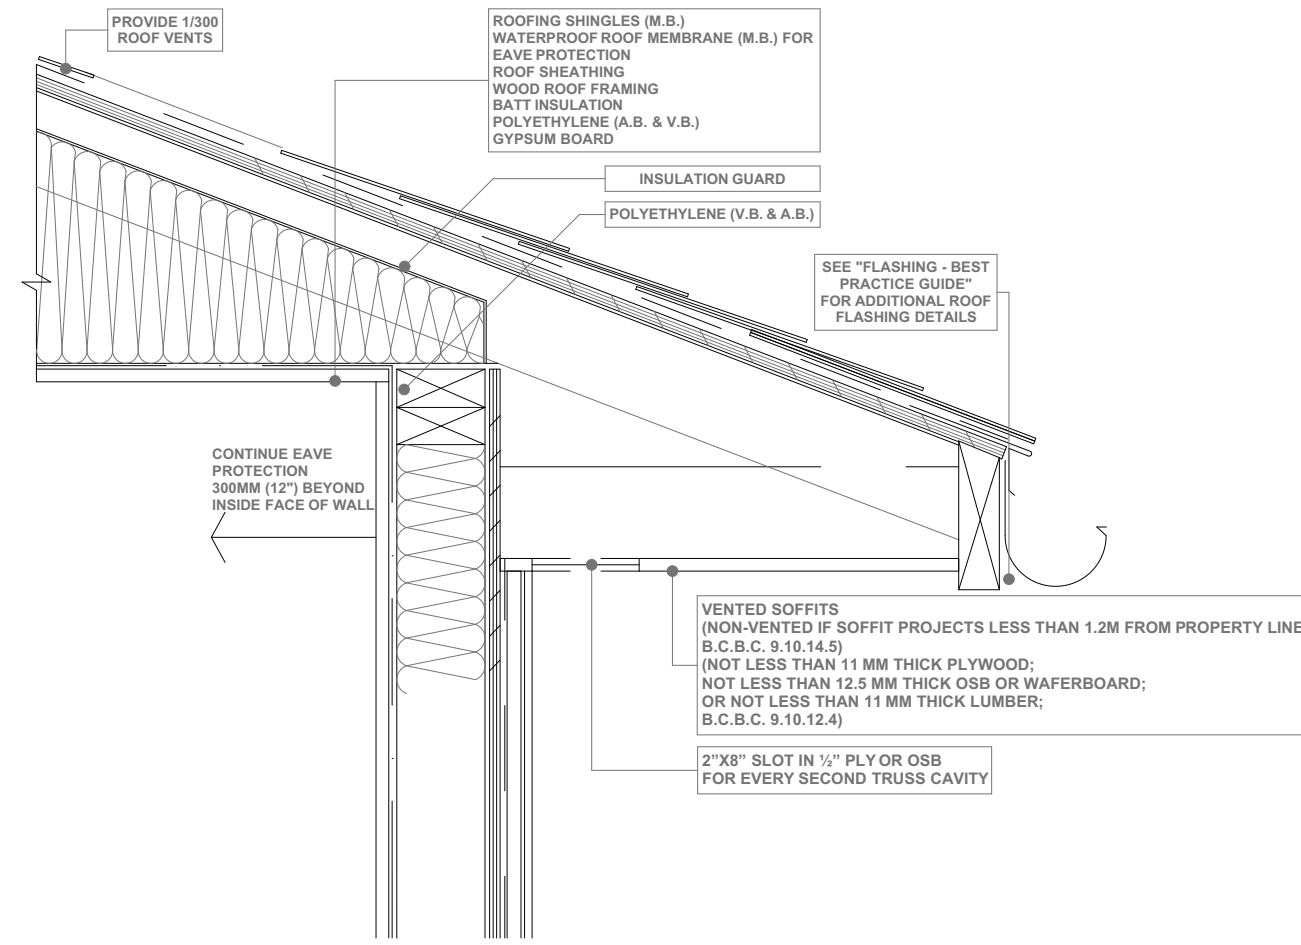 PROVIDE 1/300
ROOF VENTS
ROOFING SHINGLES (M.B.)
WATERPROOF ROOF MEMBRANE (M.B.) FOR
EAVE PROTECTION
ROOF SHEATHING
WOOD ROOF FRAMING
BATT INSULATION
POLYETHYLENE (A.B. & V.B.)
GYPSUM BOARD
INSULATION GUARD
POLYETHYLENE (V.B. & A.B.)
SEE "FLASHING - BEST
PRACTICE GUIDE"
FOR ADDITIONAL ROOF
FLASHING DETAILS
CONTINUE EAVE
PROTECTION
300MM (12") BEYOND
INSIDE FACE OF WALL
VENTED SOFFITS
(NON-VENTED IF SOFFIT PROJECTS LESS THAN 1.2M FROM PROPERTY LINE
B.C.B.C. 9.10.14.5)
(NOT LESS THAN 11 MM THICK PLYWOOD;
NOT LESS THAN 12.5 MM THICK OSB OR WAFERBOARD;
OR NOT LESS THAN 11 MM THICK LUMBER;
B.C.B.C. 9.10.12.4)
2”X8” SLOT IN ½” PLY OR OSB
FOR EVERY SECOND TRUSS CAVITY